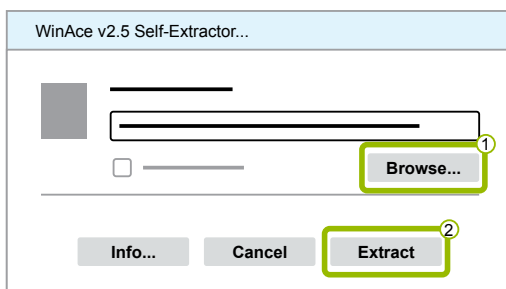 WinAce v2.5 Self-Extractor...
1
Browse...
2
Info... Cancel Extract